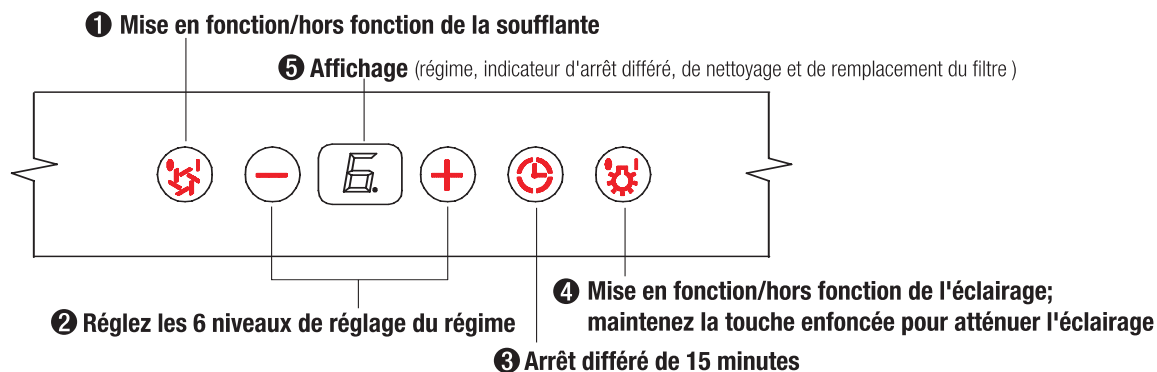 ❶ Mise en fonction/hors fonction de la soufflante
❺ Affichage (régime, indicateur d'arrêt différé, de nettoyage et de remplacement du filtre )
6.
❹ Mise en fonction/hors fonction de l'éclairage;
maintenez la touche enfoncée pour atténuer l'éclairage
❷ Réglez les 6 niveaux de réglage du régime
❸ Arrêt différé de 15 minutes